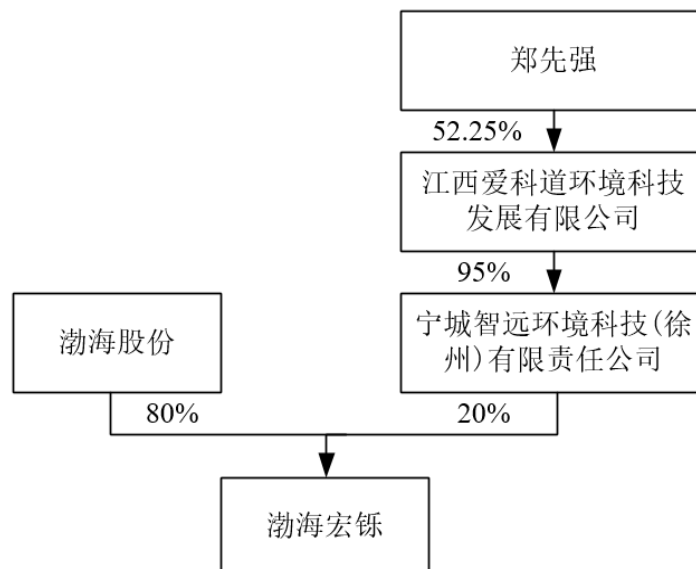 郑先强
52.25%
江西爱科道环境科技
发展有限公司
95%
渤海股份
宁城智远环境科技(徐
州)有限责任公司
80%
20%
渤海宏铄